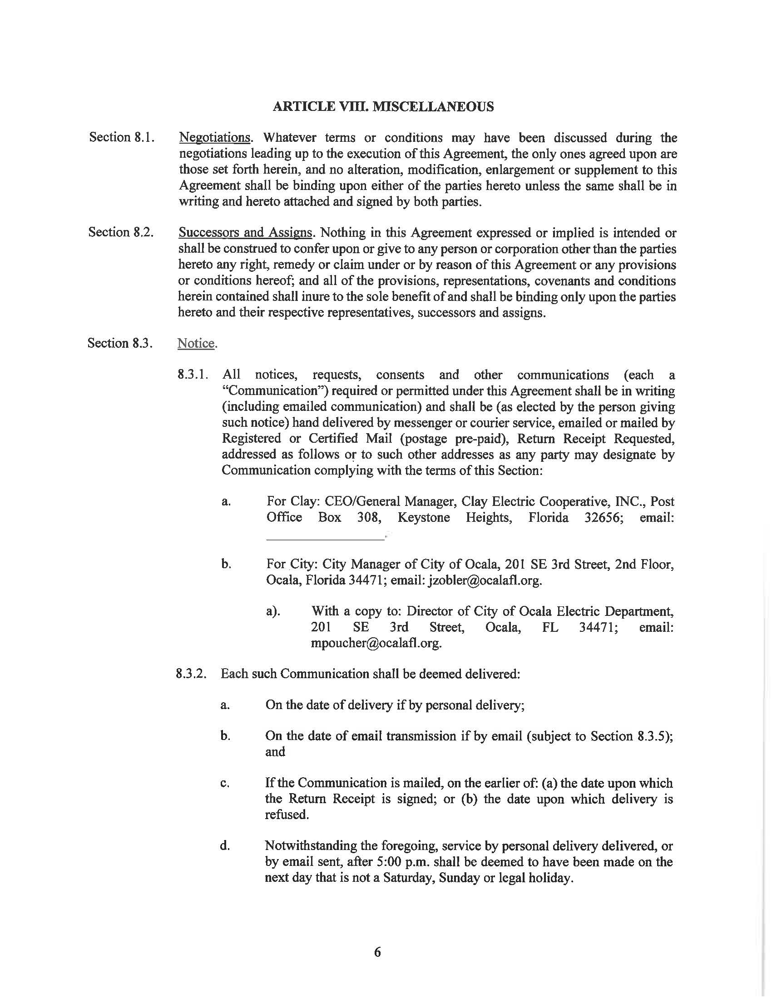 ARTICLE VIII. MISCELLANEOUS
Section 8.1. Negotiations. Whatever terms or conditions may have been discussed during the
negotiations leading up to the execution of this Agreement, the only ones agreed upon are
those set forth herein, and no alteration, modification, enlargement or supplement to this
Agreement shall be binding upon either of the parties hereto unless the same shall be in
writing and hereto attached and signed by both parties.
Section 8.2. Successors and Assigns. Nothing in this Agreement expressed or implied is intended or
shall be construed to confer upon or give to any person or corporation other than the parties
hereto any right, remedy or claim under or by reason of this Agreement or any provisions
or conditions hereof; and all of the provisions, representations, covenants and conditions
herein contained shall inure to the sole benefit of and shall be binding only upon the parties
hereto and their respective representatives, successors and assigns.
Section 8.3. Notice.
8.3.1. All notices, requests, consents and other communications (each a
“Communication”) required or permitted under this Agreement shall be in writing
(including emailed communication) and shall be (as elected by the person giving
such notice) hand delivered by messenger or courier service, emailed or mailed by
Registered or Certified Mail (postage pre-paid), Return Receipt Requested,
addressed as follows or to such other addresses as any party may designate by
Communication complying with the terms of this Section:
a. For Clay: CEO/General Manager, Clay Electric Cooperative, INC., Post
Office Box 308, Keystone Heights, Florida 32656; email:
____________________.
b. For City: City Manager of City of Ocala, 201 SE 3rd Street, 2nd Floor,
Ocala, Florida 34471; email: jzobler@ocalafl.org.
a). With a copy to: Director of City of Ocala Electric Department,
201 SE 3rd Street, Ocala, FL 34471; email:
mpoucher@ocalafl.org.
8.3.2. Each such Communication shall be deemed delivered:
a. On the date of delivery if by personal delivery;
b. On the date of email transmission if by email (subject to Section 8.3.5);
and
c. If the Communication is mailed, on the earlier of: (a) the date upon which
the Return Receipt is signed; or (b) the date upon which delivery is
refused.
d. Notwithstanding the foregoing, service by personal delivery delivered, or
by email sent, after 5:00 p.m. shall be deemed to have been made on the
next day that is not a Saturday, Sunday or legal holiday.
6